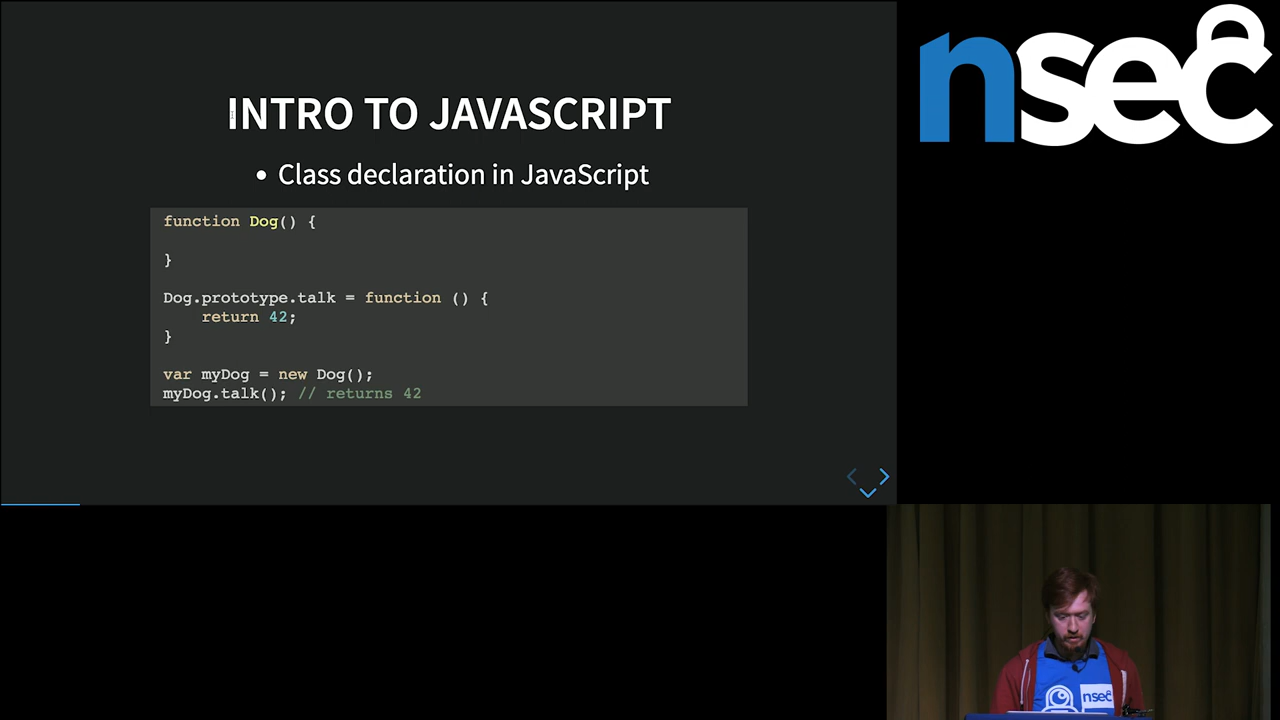 INTRO TO JAVASCRIPT
• Class declaration in JavaScript
function Dog() {
}
Dog.prototype.talk = function () {
    return 42;
}
var myDog = new Dog();
myDog.talk(); // returns 42
nsec
nsec